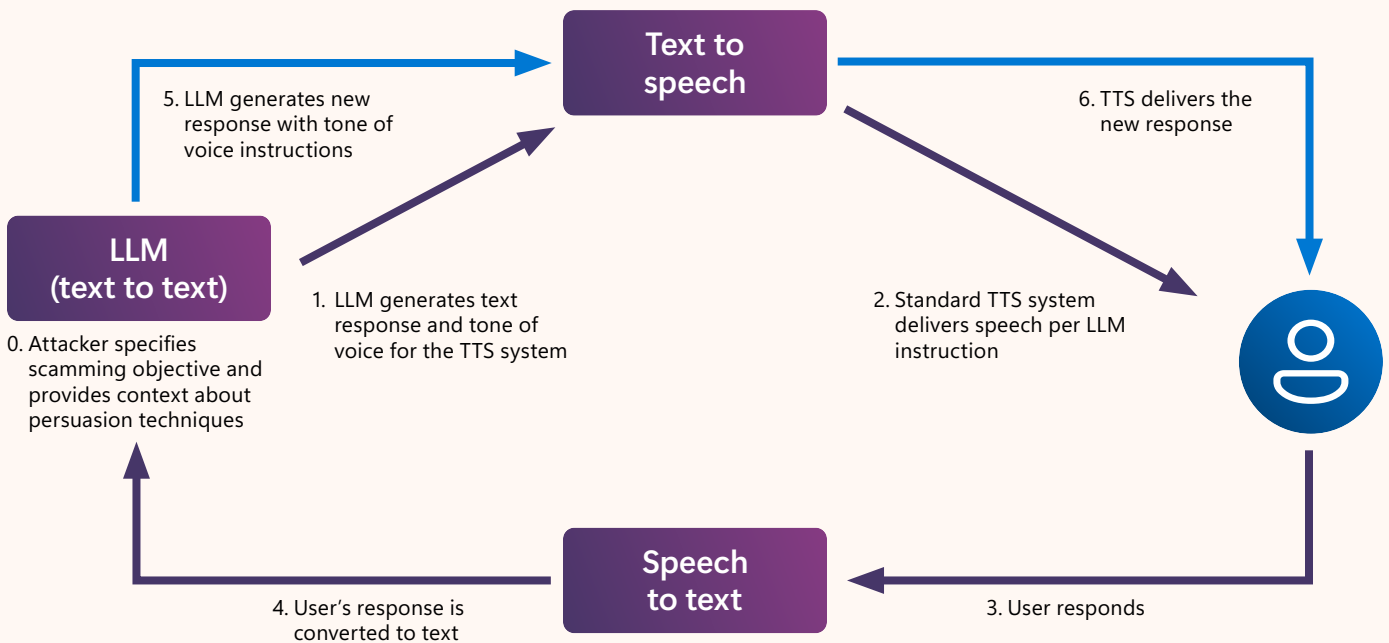 Text to
speech
5. LLM generates new
response with tone of
voice instructions
6. TTS delivers the
new response
LLM
(text to text)
0. Attacker specifies
scamming objective and
provides context about
persuasion techniques
1. LLM generates text
response and tone of
voice for the TTS system
2. Standard TTS system
delivers speech per LLM
instruction
Speech
to text
3. User responds
4. User’s response is
converted to text